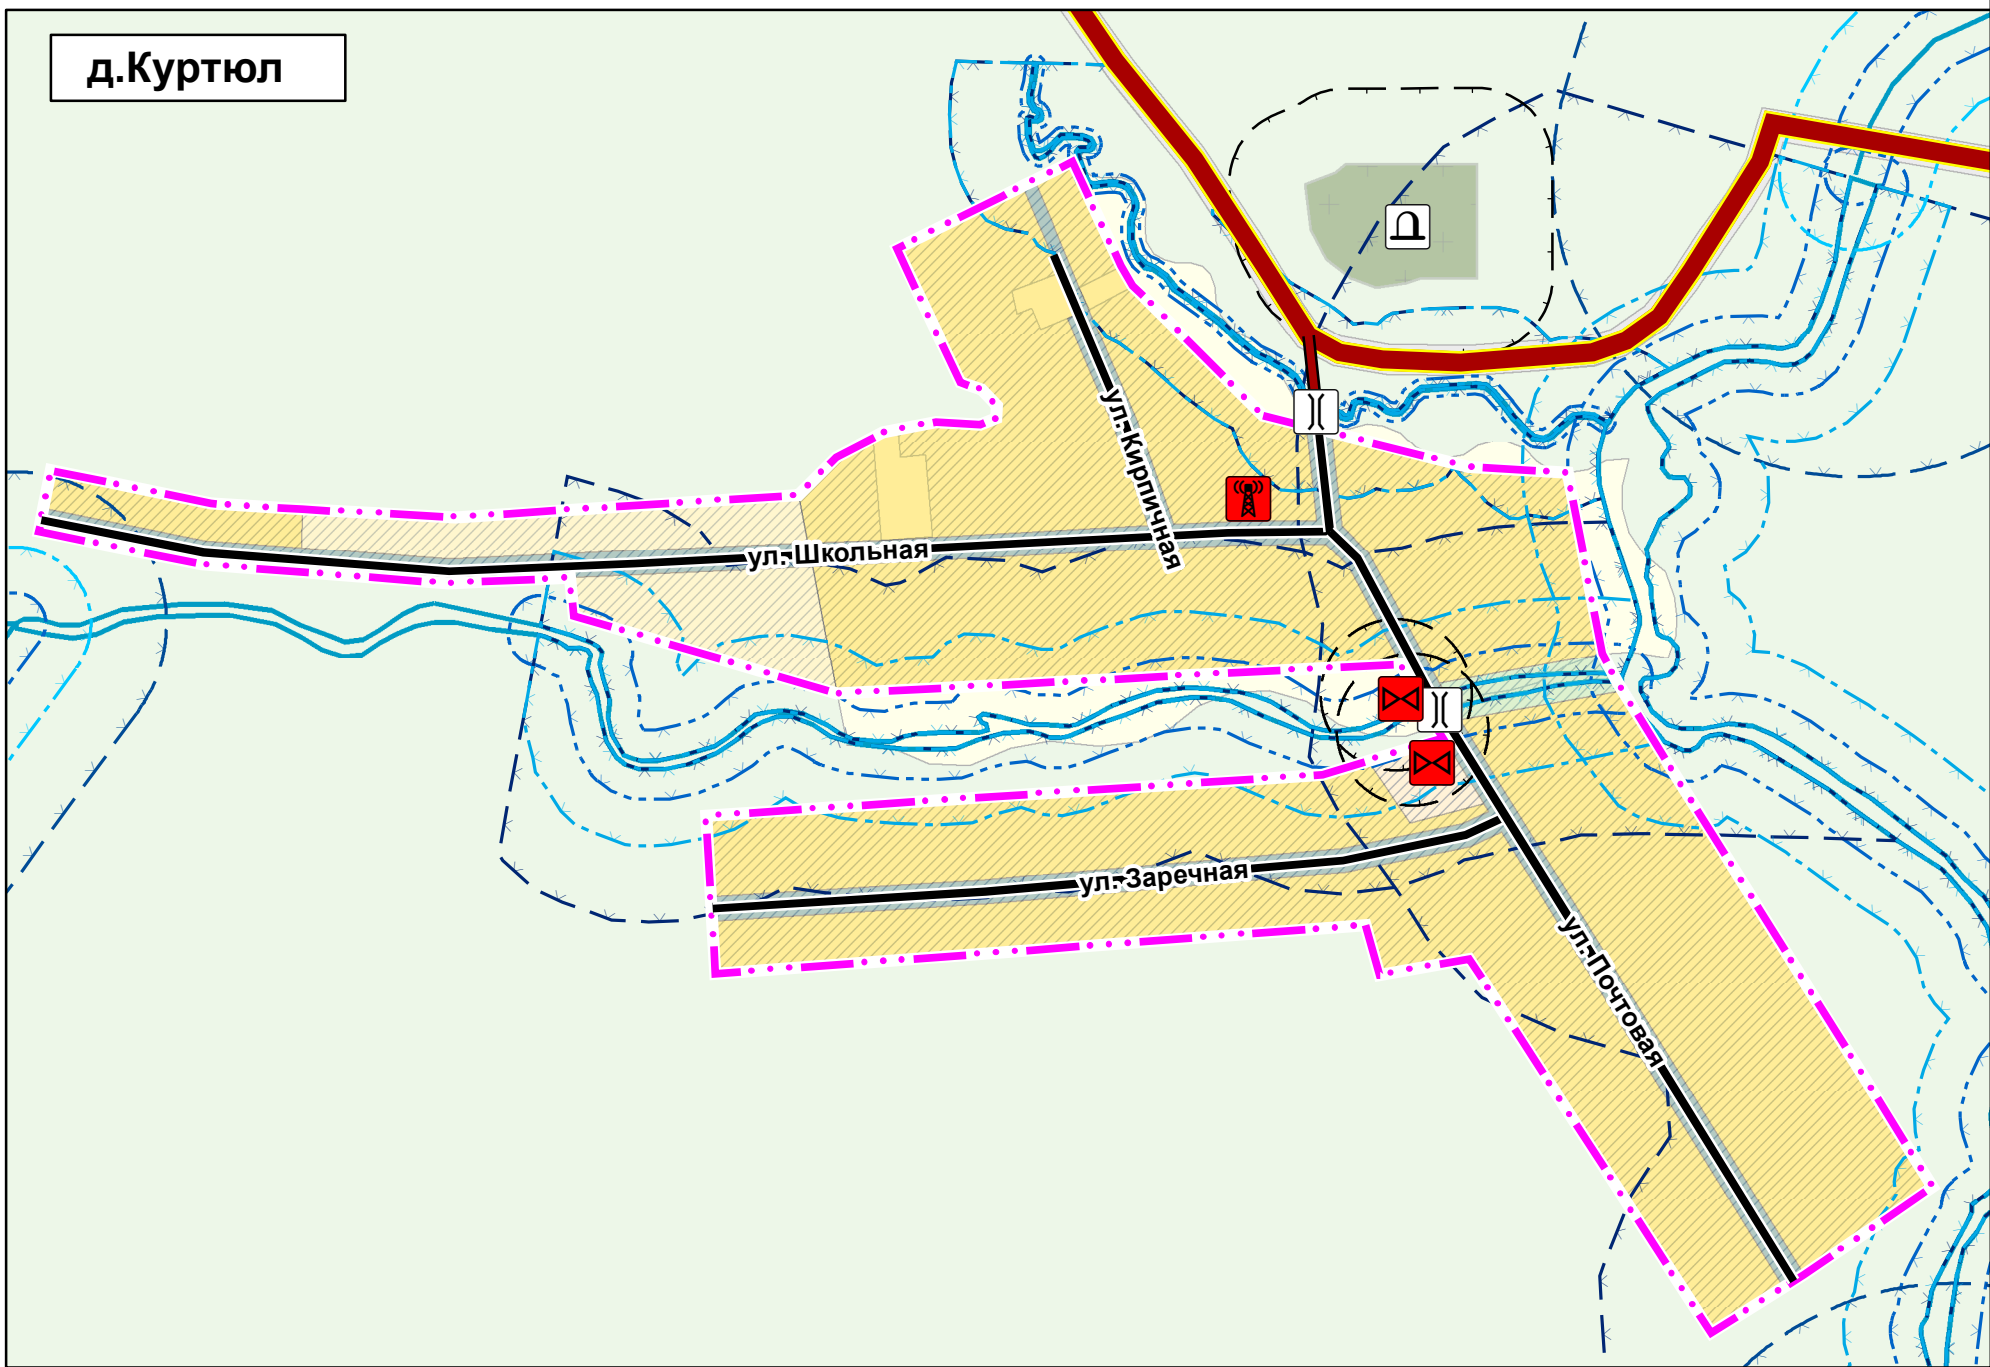 д.Куртюл
ул. Кирпичная
ул. Школьная
ул. Заречная
ул. Почтовая